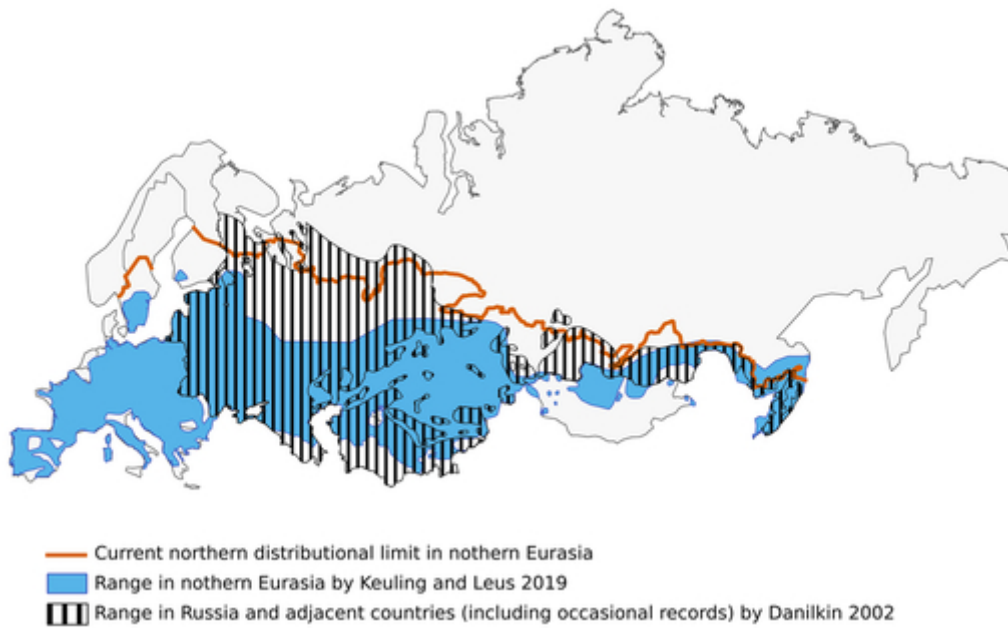 Current northern distributional limit in nothern Eurasia
Range in nothern Eurasia by Keuling and Leus 2019
Range in Russia and adjacent countries (including occasional records) by Danilkin 2002